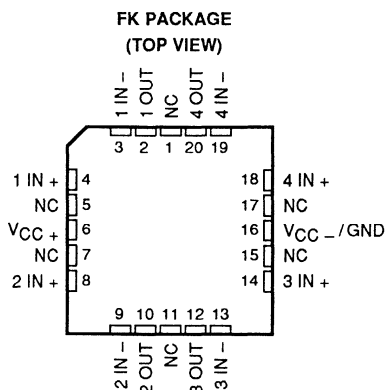 FK PACKAGE
(TOP VIEW)
1 IN −
1 OUT
NC
4 OUT
4 IN −
3 2 1 20 19
1 IN + 4
NC 5
VCC + 6
NC 7
2 IN + 8
18 4 IN +
17 NC
16 VCC − / GND
15 NC
14 3 IN +
9 10 11 12 13
2 IN −
2 OUT
NC
3 OUT
3 IN −